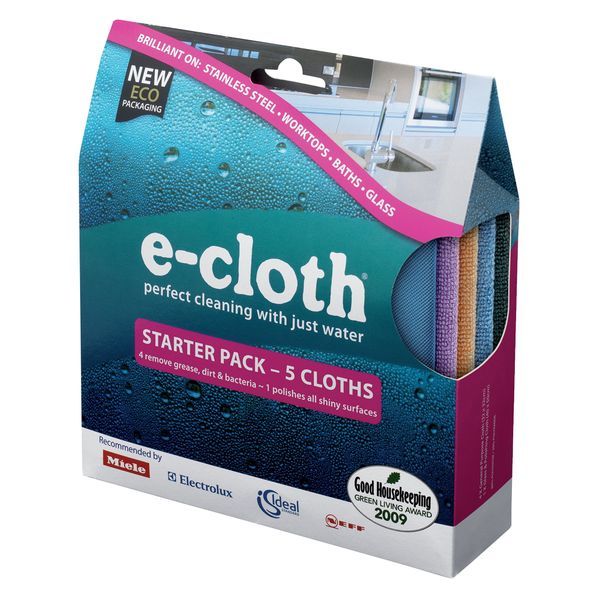 NEW
ECO
PACKAGING
BRILLIANT ON: STAINLESS STEEL • WORKTOPS • BATHS • GLASS
e-cloth®
perfect cleaning with just water
STARTER PACK – 5 CLOTHS
4 remove grease, dirt & bacteria ~ 1 polishes all shiny surfaces
Recommended by
Miele
Electrolux
Ideal
STANDARD
NEFF
Good Housekeeping
GREEN LIVING AWARD
2009